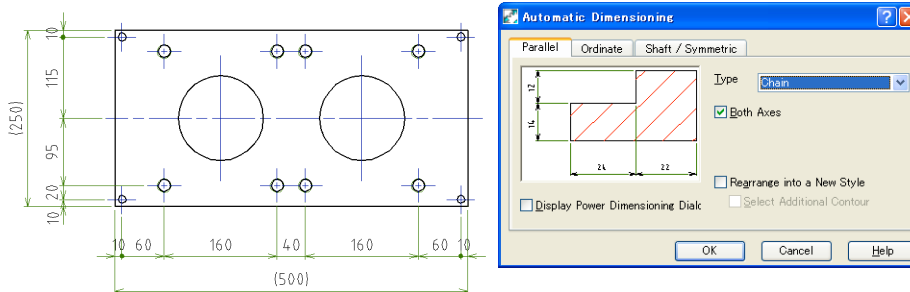 10
115
(250)
95
20
10
10 60 160 40 160 60 10
(500)
Automatic Dimensioning
Parallel Ordinate Shaft / Symmetric
12
14
24 22
Type Chain
Both Axes
Rearrange into a New Style
Display Power Dimensioning Dialc
Select Additional Contour
OK Cancel Help